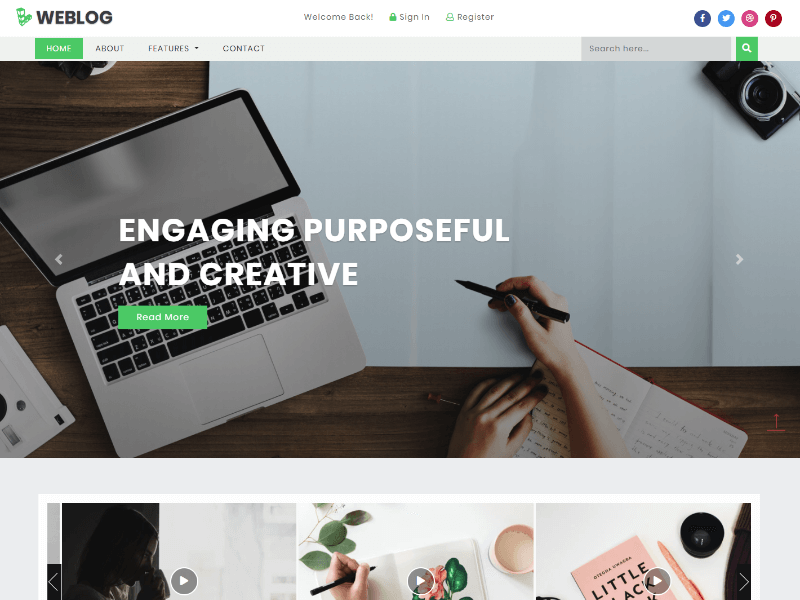 WEBLOG
Welcome Back!
Sign In
Register
HOME
ABOUT
FEATURES
CONTACT
Search here...
ENGAGING PURPOSEFUL
AND CREATIVE
Read More
OTEGHA UWAGBA
LITTLE
BLACK